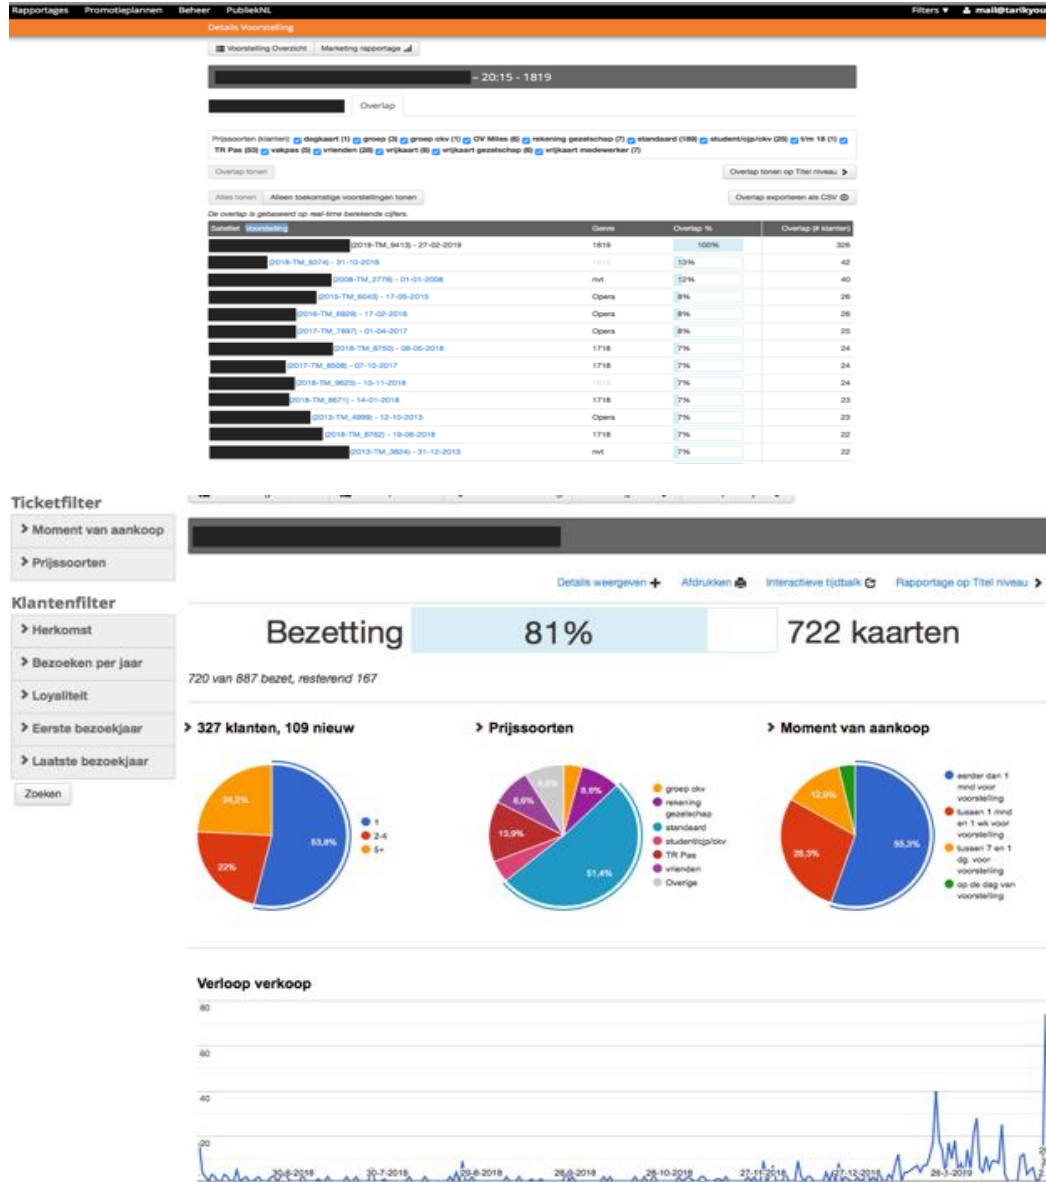 Rapportages Promotieplannen Beheer PubliekNL Filters ▼ mail@tarikyou
Details Voorstelling
Voorstelling Overzicht Marketing rapportage
– 20:15 - 1819
Overlap
Prijssoorten (klanten): dagkaart (1) groep (3) groep ckv (1) OV Miles (6) rekening gezelschap (7) standaard (189) student/cjp/ckv (25) t/m 18 (1)
TR Pas (53) vakpas (5) vrienden (28) vrijkaart (6) vrijkaart gezelschap (6) vrijkaart medewerker (7)
Overlap tonen Overlap tonen op Titel niveau
Alles tonen Alleen toekomstige voorstellingen tonen Overlap exporteren als CSV
De overlap is gebaseerd op real-time berekende cijfers.
Satelliet Voorstelling Genre Overlap % Overlap (# klanten)
(2019-TM_9413) - 27-02-2019 1819 100% 326
(2018-TM_9374) - 31-10-2018 1819 13% 42
(2008-TM_2778) - 01-01-2008 nvt 12% 40
(2015-TM_6043) - 17-05-2015 Opera 8% 26
(2016-TM_6929) - 17-02-2016 Opera 8% 26
(2017-TM_7897) - 01-04-2017 Opera 8% 25
(2018-TM_8750) - 08-05-2018 1718 7% 24
(2017-TM_8508) - 07-10-2017 1718 7% 24
(2018-TM_9625) - 13-11-2018 1819 7% 24
(2018-TM_8671) - 14-01-2018 1718 7% 23
(2013-TM_4999) - 12-10-2013 Opera 7% 23
(2018-TM_8762) - 19-06-2018 1718 7% 22
(2013-TM_3824) - 31-12-2013 nvt 7% 22
Ticketfilter
Moment van aankoop
Prijssoorten
Klantenfilter
Herkomst
Bezoeken per jaar
Loyaliteit
Eerste bezoekjaar
Laatste bezoekjaar
Zoeken
Details weergeven Afdrukken Interactieve tijdbalk Rapportage op Titel niveau
Bezetting 81% 722 kaarten
720 van 887 bezet, resterend 167
327 klanten, 109 nieuw
24,2%
53,8%
22%
1
2-4
5+
Prijssoorten
6,6%
8,6%
8,6%
13,9%
51,4%
groep ckv
rekening
gezelschap
standaard
student/cjp/ckv
TR Pas
vrienden
Overige
Moment van aankoop
12,9%
28,3%
55,3%
eerder dan 1
mnd voor
voorstelling
tussen 1 mnd
en 1 wk voor
voorstelling
tussen 7 en 1
dg. voor
voorstelling
op de dag van
voorstelling
Verloop verkoop
80
60
40
20
30-6-2018 30-7-2018 29-8-2018 28-9-2018 28-10-2018 27-11-2018 27-12-2018 26-1-2019